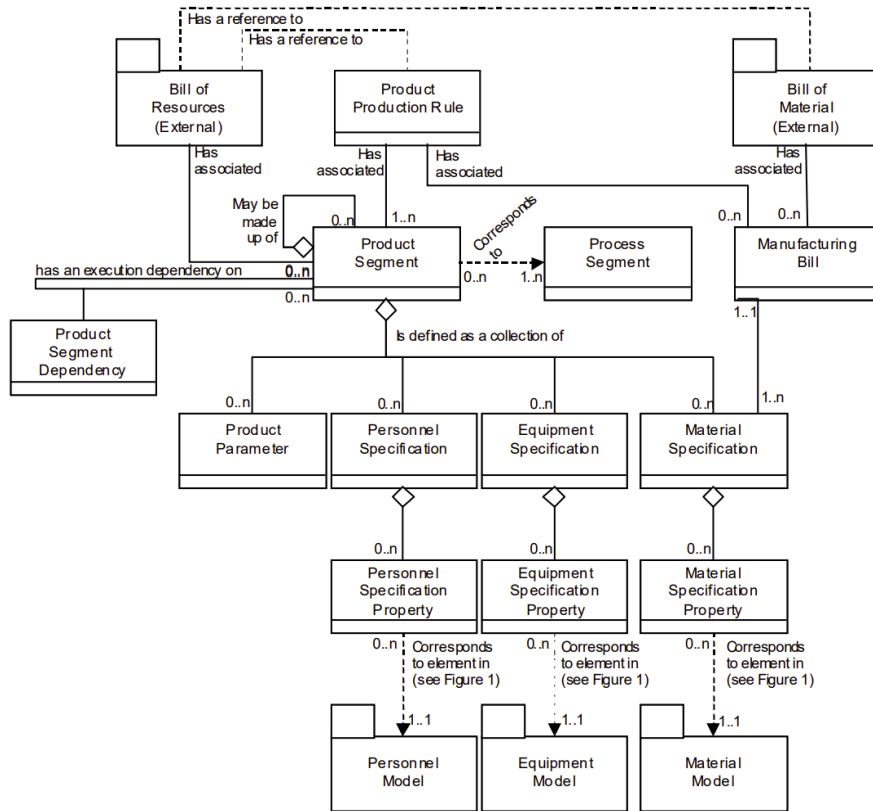 Has a reference to
Has a reference to
Bill of
Resources
(External)
Product
Production Rule
Bill of
Material
(External)
Has
associated
Has
associated
Has
associated
Has
associated
May be
made
up of
0..n
1..n
0..n
0..n
Product
Segment
Corresponds
to
0..n
1..n
Process
Segment
Manufacturing
Bill
has an execution dependency on
0..n
0..n
1..1
Product
Segment
Dependency
Is defined as a collection of
0..n
0..n
0..n
0..n
1..n
Product
Parameter
Personnel
Specification
Equipment
Specification
Material
Specification
0..n
0..n
0..n
Personnel
Specification
Property
Equipment
Specification
Property
Material
Specification
Property
0..n
Corresponds
to element in
(see Figure 1)
0..n
Corresponds
to element in
(see Figure 1)
0..n
Corresponds
to element in
(see Figure 1)
1..1
1..1
1..1
Personnel
Model
Equipment
Model
Material
Model